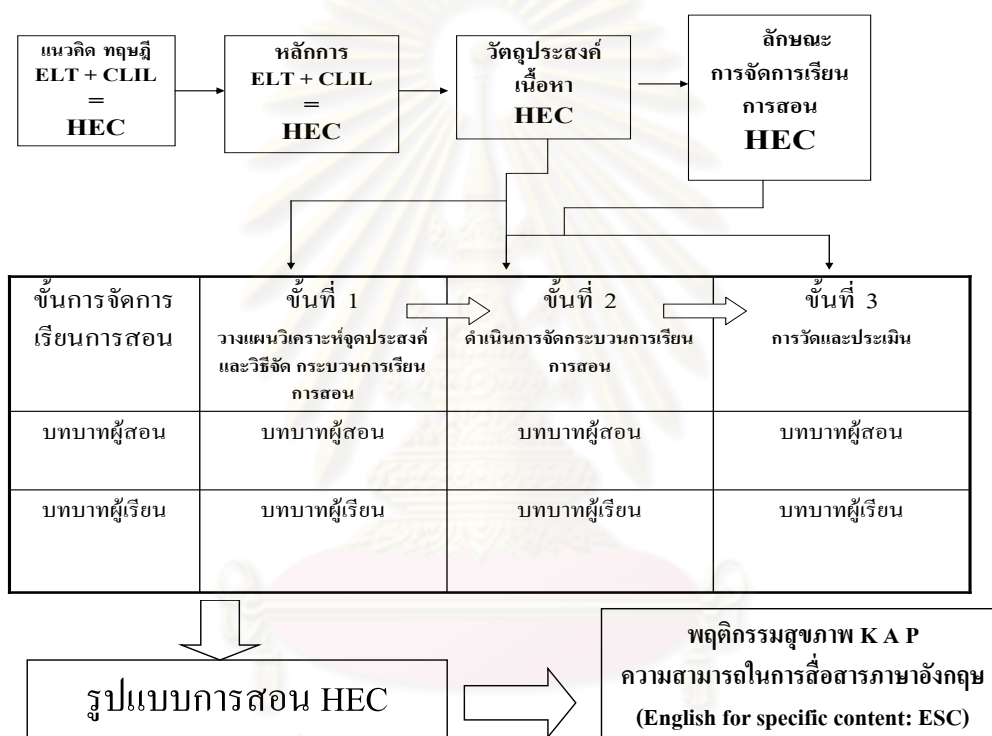 แนวคิด ทฤษฎี
ELT + CLIL
=
HEC
หลักการ
ELT + CLIL
=
HEC
วัตถุประสงค์
เนื้อหา
HEC
ลักษณะ
การจัดการเรียน
การสอน
HEC
ขั้นการจัดการ
เรียนการสอน
ขั้นที่ 1
วางแผนวิเคราะห์จุดประสงค์
และวิธีจัด กระบวนการเรียน
การสอน
ขั้นที่ 2
ดำเนินการจัดกระบวนการเรียน
การสอน
ขั้นที่ 3
การวัดและประเมิน
บทบาทผู้สอน
บทบาทผู้สอน
บทบาทผู้สอน
บทบาทผู้สอน
บทบาทผู้เรียน
บทบาทผู้เรียน
บทบาทผู้เรียน
บทบาทผู้เรียน
รูปแบบการสอน HEC
พฤติกรรมสุขภาพ K A P
ความสามารถในการสื่อสารภาษาอังกฤษ
(English for specific content: ESC)